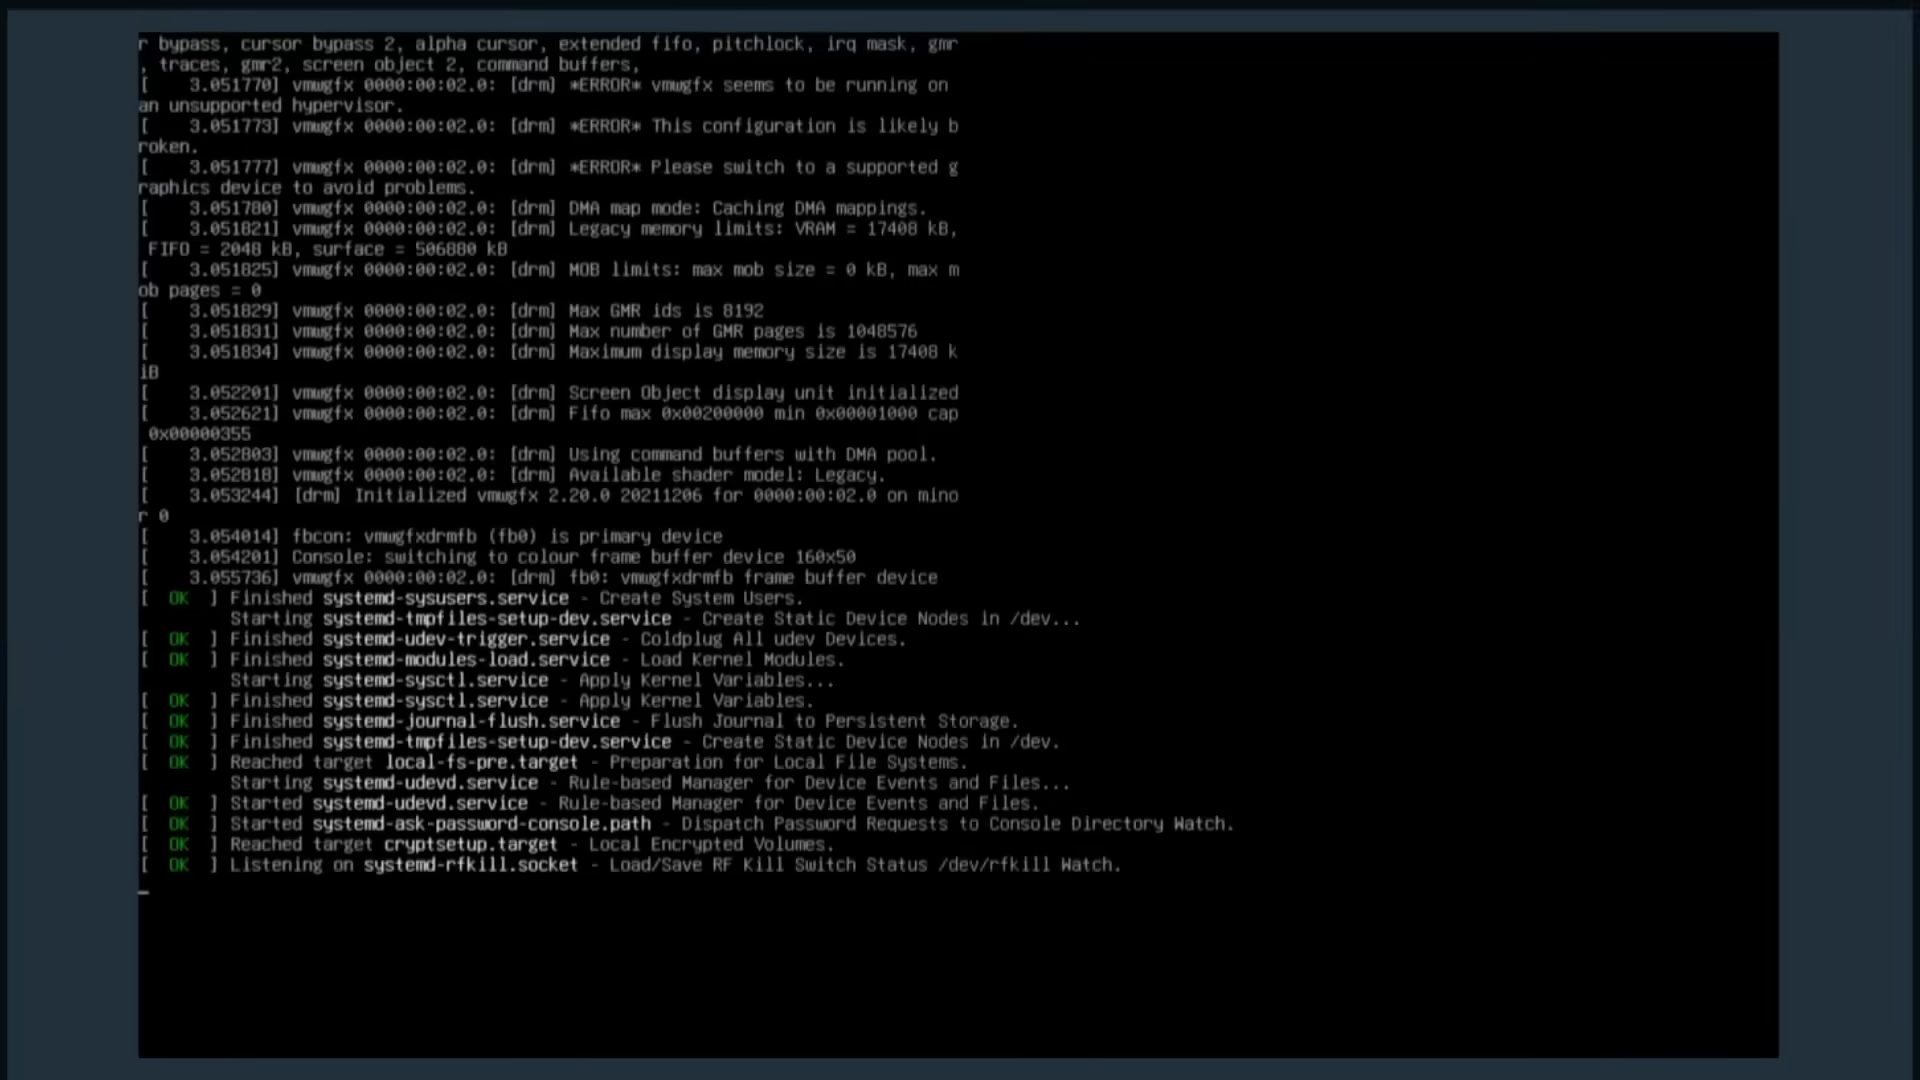 r bypass, cursor bypass 2, alpha cursor, extended fifo, pitchlock, irq mask, gmr
, traces, gmr2, screen object 2, command buffers,
[    3.051770] vmwgfx 0000:00:02.0: [drm] *ERROR* vmwgfx seems to be running on
an unsupported hypervisor.
[    3.051773] vmwgfx 0000:00:02.0: [drm] *ERROR* This configuration is likely b
roken.
[    3.051777] vmwgfx 0000:00:02.0: [drm] *ERROR* Please switch to a supported g
raphics device to avoid problems.
[    3.051780] vmwgfx 0000:00:02.0: [drm] DMA map mode: Caching DMA mappings.
[    3.051821] vmwgfx 0000:00:02.0: [drm] Legacy memory limits: VRAM = 17408 kB,
 FIFO = 2048 kB, surface = 506880 kB
[    3.051825] vmwgfx 0000:00:02.0: [drm] MOB limits: max mob size = 0 kB, max m
ob pages = 0
[    3.051829] vmwgfx 0000:00:02.0: [drm] Max GMR ids is 8192
[    3.051831] vmwgfx 0000:00:02.0: [drm] Max number of GMR pages is 1048576
[    3.051834] vmwgfx 0000:00:02.0: [drm] Maximum display memory size is 17408 k
iB
[    3.052201] vmwgfx 0000:00:02.0: [drm] Screen Object display unit initialized
[    3.052621] vmwgfx 0000:00:02.0: [drm] Fifo max 0x00200000 min 0x00001000 cap
 0x00000355
[    3.052803] vmwgfx 0000:00:02.0: [drm] Using command buffers with DMA pool.
[    3.052818] vmwgfx 0000:00:02.0: [drm] Available shader model: Legacy.
[    3.053244] [drm] Initialized vmwgfx 2.20.0 20211206 for 0000:00:02.0 on mino
r 0
[    3.054014] fbcon: vmwgfxdrmfb (fb0) is primary device
[    3.054201] Console: switching to colour frame buffer device 160x50
[    3.055736] vmwgfx 0000:00:02.0: [drm] fb0: vmwgfxdrmfb frame buffer device
[  OK  ] Finished systemd-sysusers.service - Create System Users.
         Starting systemd-tmpfiles-setup-dev.service - Create Static Device Nodes in /dev...
[  OK  ] Finished systemd-udev-trigger.service - Coldplug All udev Devices.
[  OK  ] Finished systemd-modules-load.service - Load Kernel Modules.
         Starting systemd-sysctl.service - Apply Kernel Variables...
[  OK  ] Finished systemd-sysctl.service - Apply Kernel Variables.
[  OK  ] Finished systemd-journal-flush.service - Flush Journal to Persistent Storage.
[  OK  ] Finished systemd-tmpfiles-setup-dev.service - Create Static Device Nodes in /dev.
[  OK  ] Reached target local-fs-pre.target - Preparation for Local File Systems.
         Starting systemd-udevd.service - Rule-based Manager for Device Events and Files...
[  OK  ] Started systemd-udevd.service - Rule-based Manager for Device Events and Files.
[  OK  ] Started systemd-ask-password-console.path - Dispatch Password Requests to Console Directory Watch.
[  OK  ] Reached target cryptsetup.target - Local Encrypted Volumes.
[  OK  ] Listening on systemd-rfkill.socket - Load/Save RF Kill Switch Status /dev/rfkill Watch.